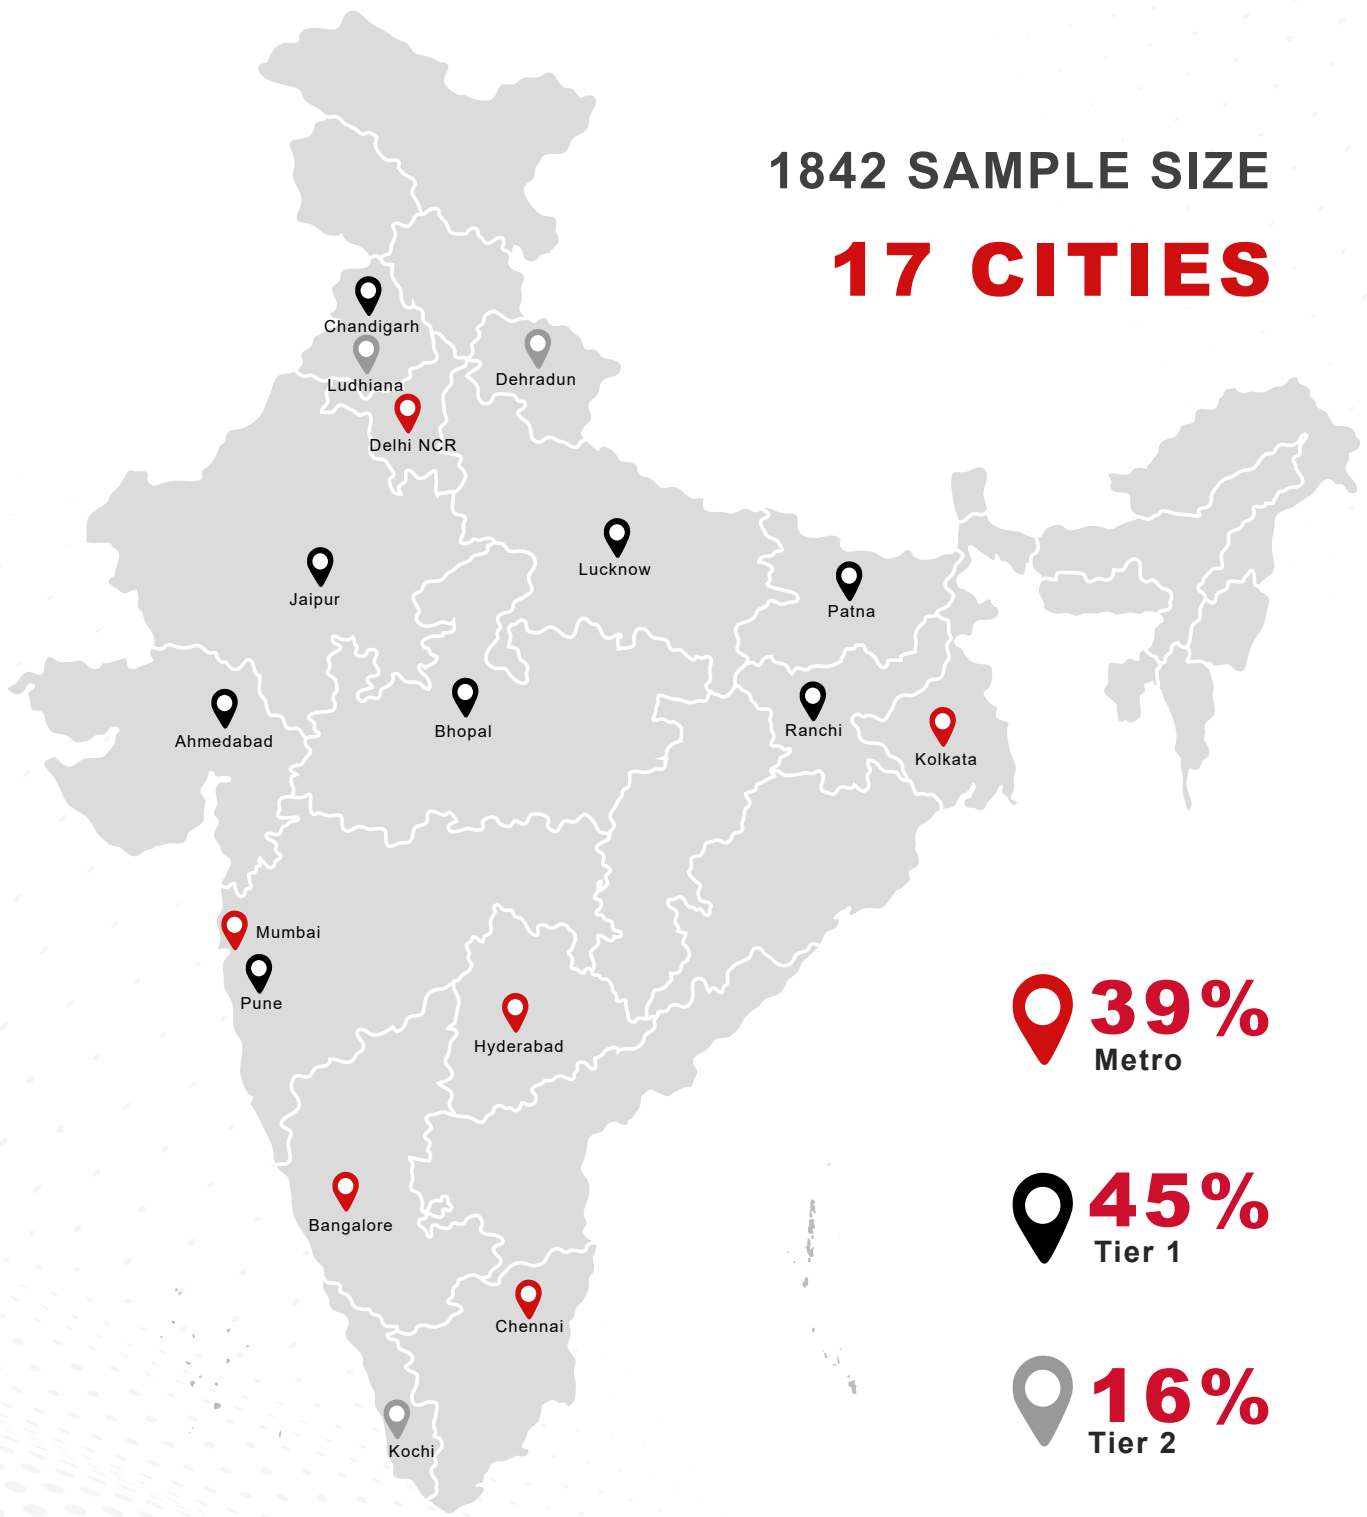 1842 SAMPLE SIZE
17 CITIES
Chandigarh
Ludhiana
Dehradun
Delhi NCR
Lucknow
Jaipur
Patna
Ahmedabad
Bhopal
Ranchi
Kolkata
Mumbai
Pune
Hyderabad
Bangalore
Chennai
Kochi
39%
Metro
45%
Tier 1
16%
Tier 2